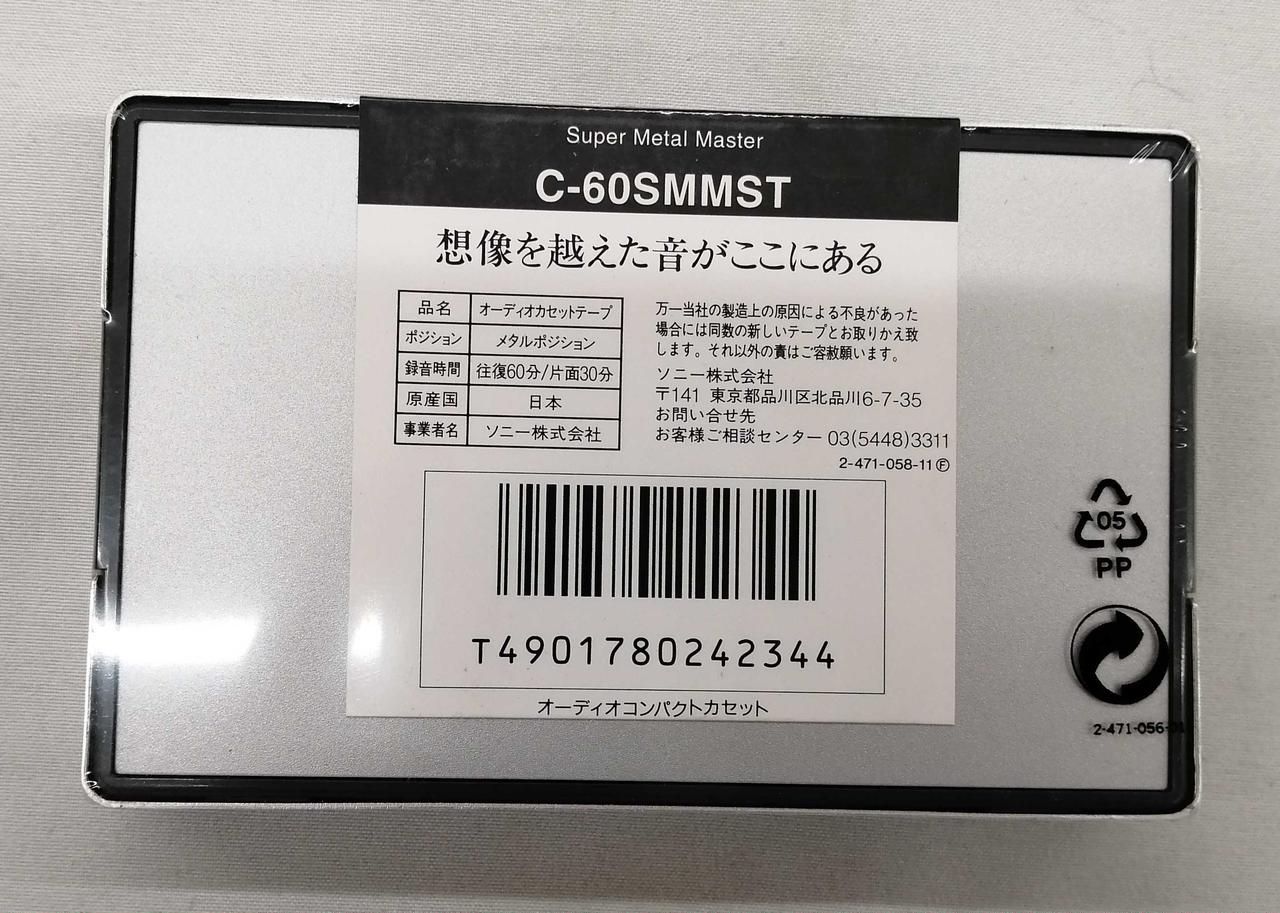 Super Metal Master
C-60SMMST
想像を越えた音がここにある
品名 オーディオカセットテープ
ポジション メタルポジション
録音時間 往復60分/片面30分
原産国 日本
事業者名 ソニー株式会社
万一当社の製造上の原因による不良があった
場合には同数の新しいテープとお取りかえ致
します。それ以外の責はご容赦願います。
ソニー株式会社
〒141 東京都品川区北品川6-7-35
お問い合せ先
お客様ご相談センター 03(5448)3311
2-471-058-11Ⓕ
T4901780242344
オーディオコンパクトカセット
05
PP
2-471-056-